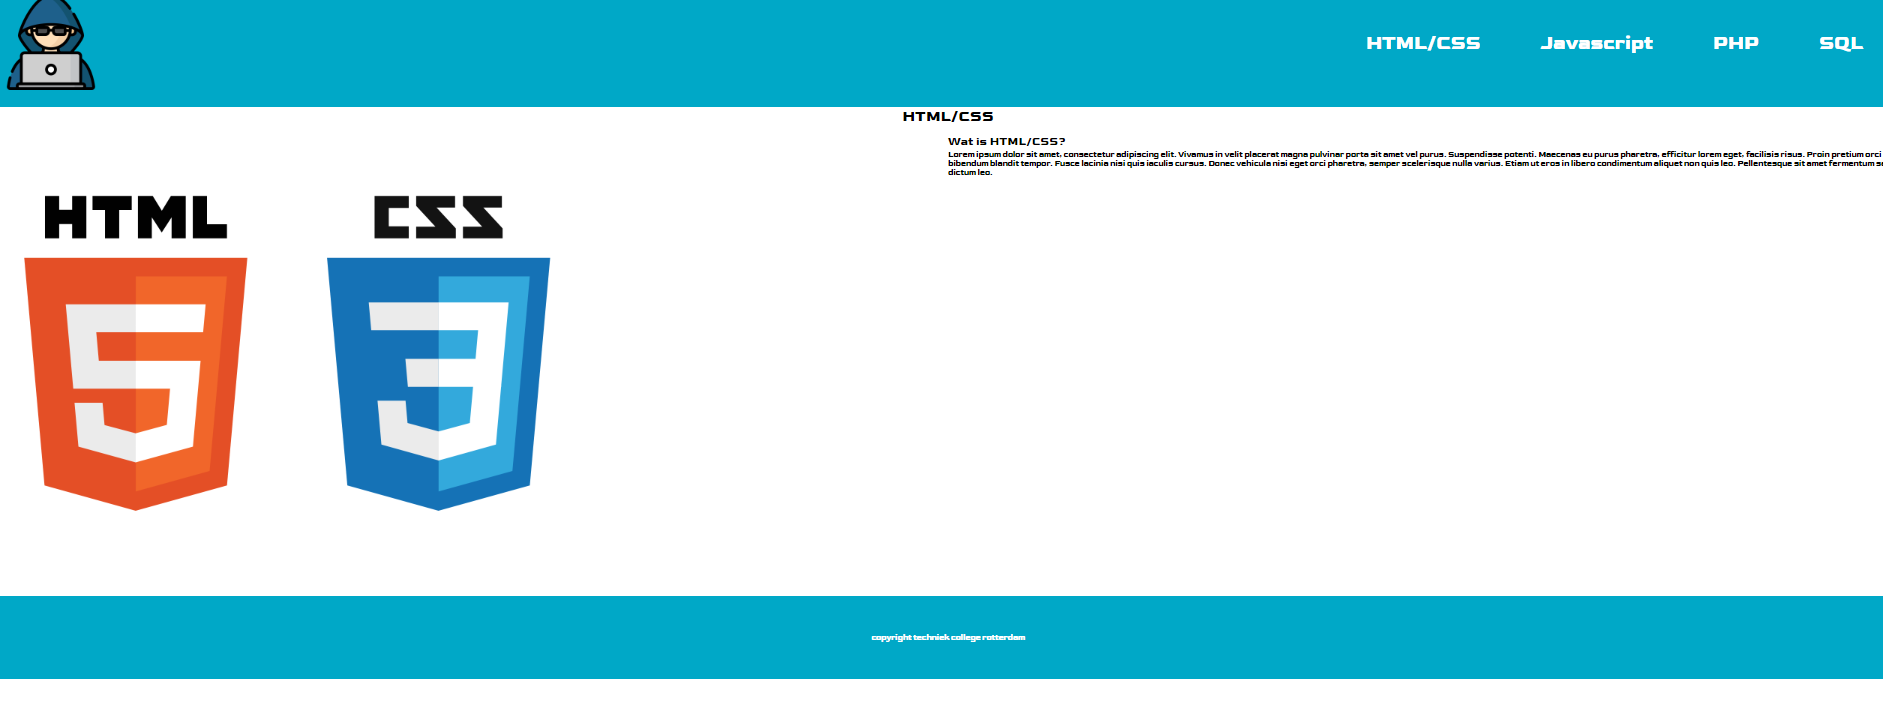 HTML/CSS Javascript PHP SQL
HTML/CSS
Wat is HTML/CSS?
Lorem ipsum dolor sit amet, consectetur adipiscing elit. Vivamus in velit placerat magna pulvinar porta sit amet vel purus. Suspendisse potenti. Maecenas eu purus pharetra, efficitur lorem eget, facilisis risus. Proin pretium orci
bibendum blandit tempor. Fusce lacinia nisi quis iaculis cursus. Donec vehicula nisi eget orci pharetra, semper scelerisque nulla varius. Etiam ut eros in libero condimentum aliquet non quis leo. Pellentesque sit amet fermentum
dictum leo.
HTML CSS
5 3
copyright techniek college rotterdam